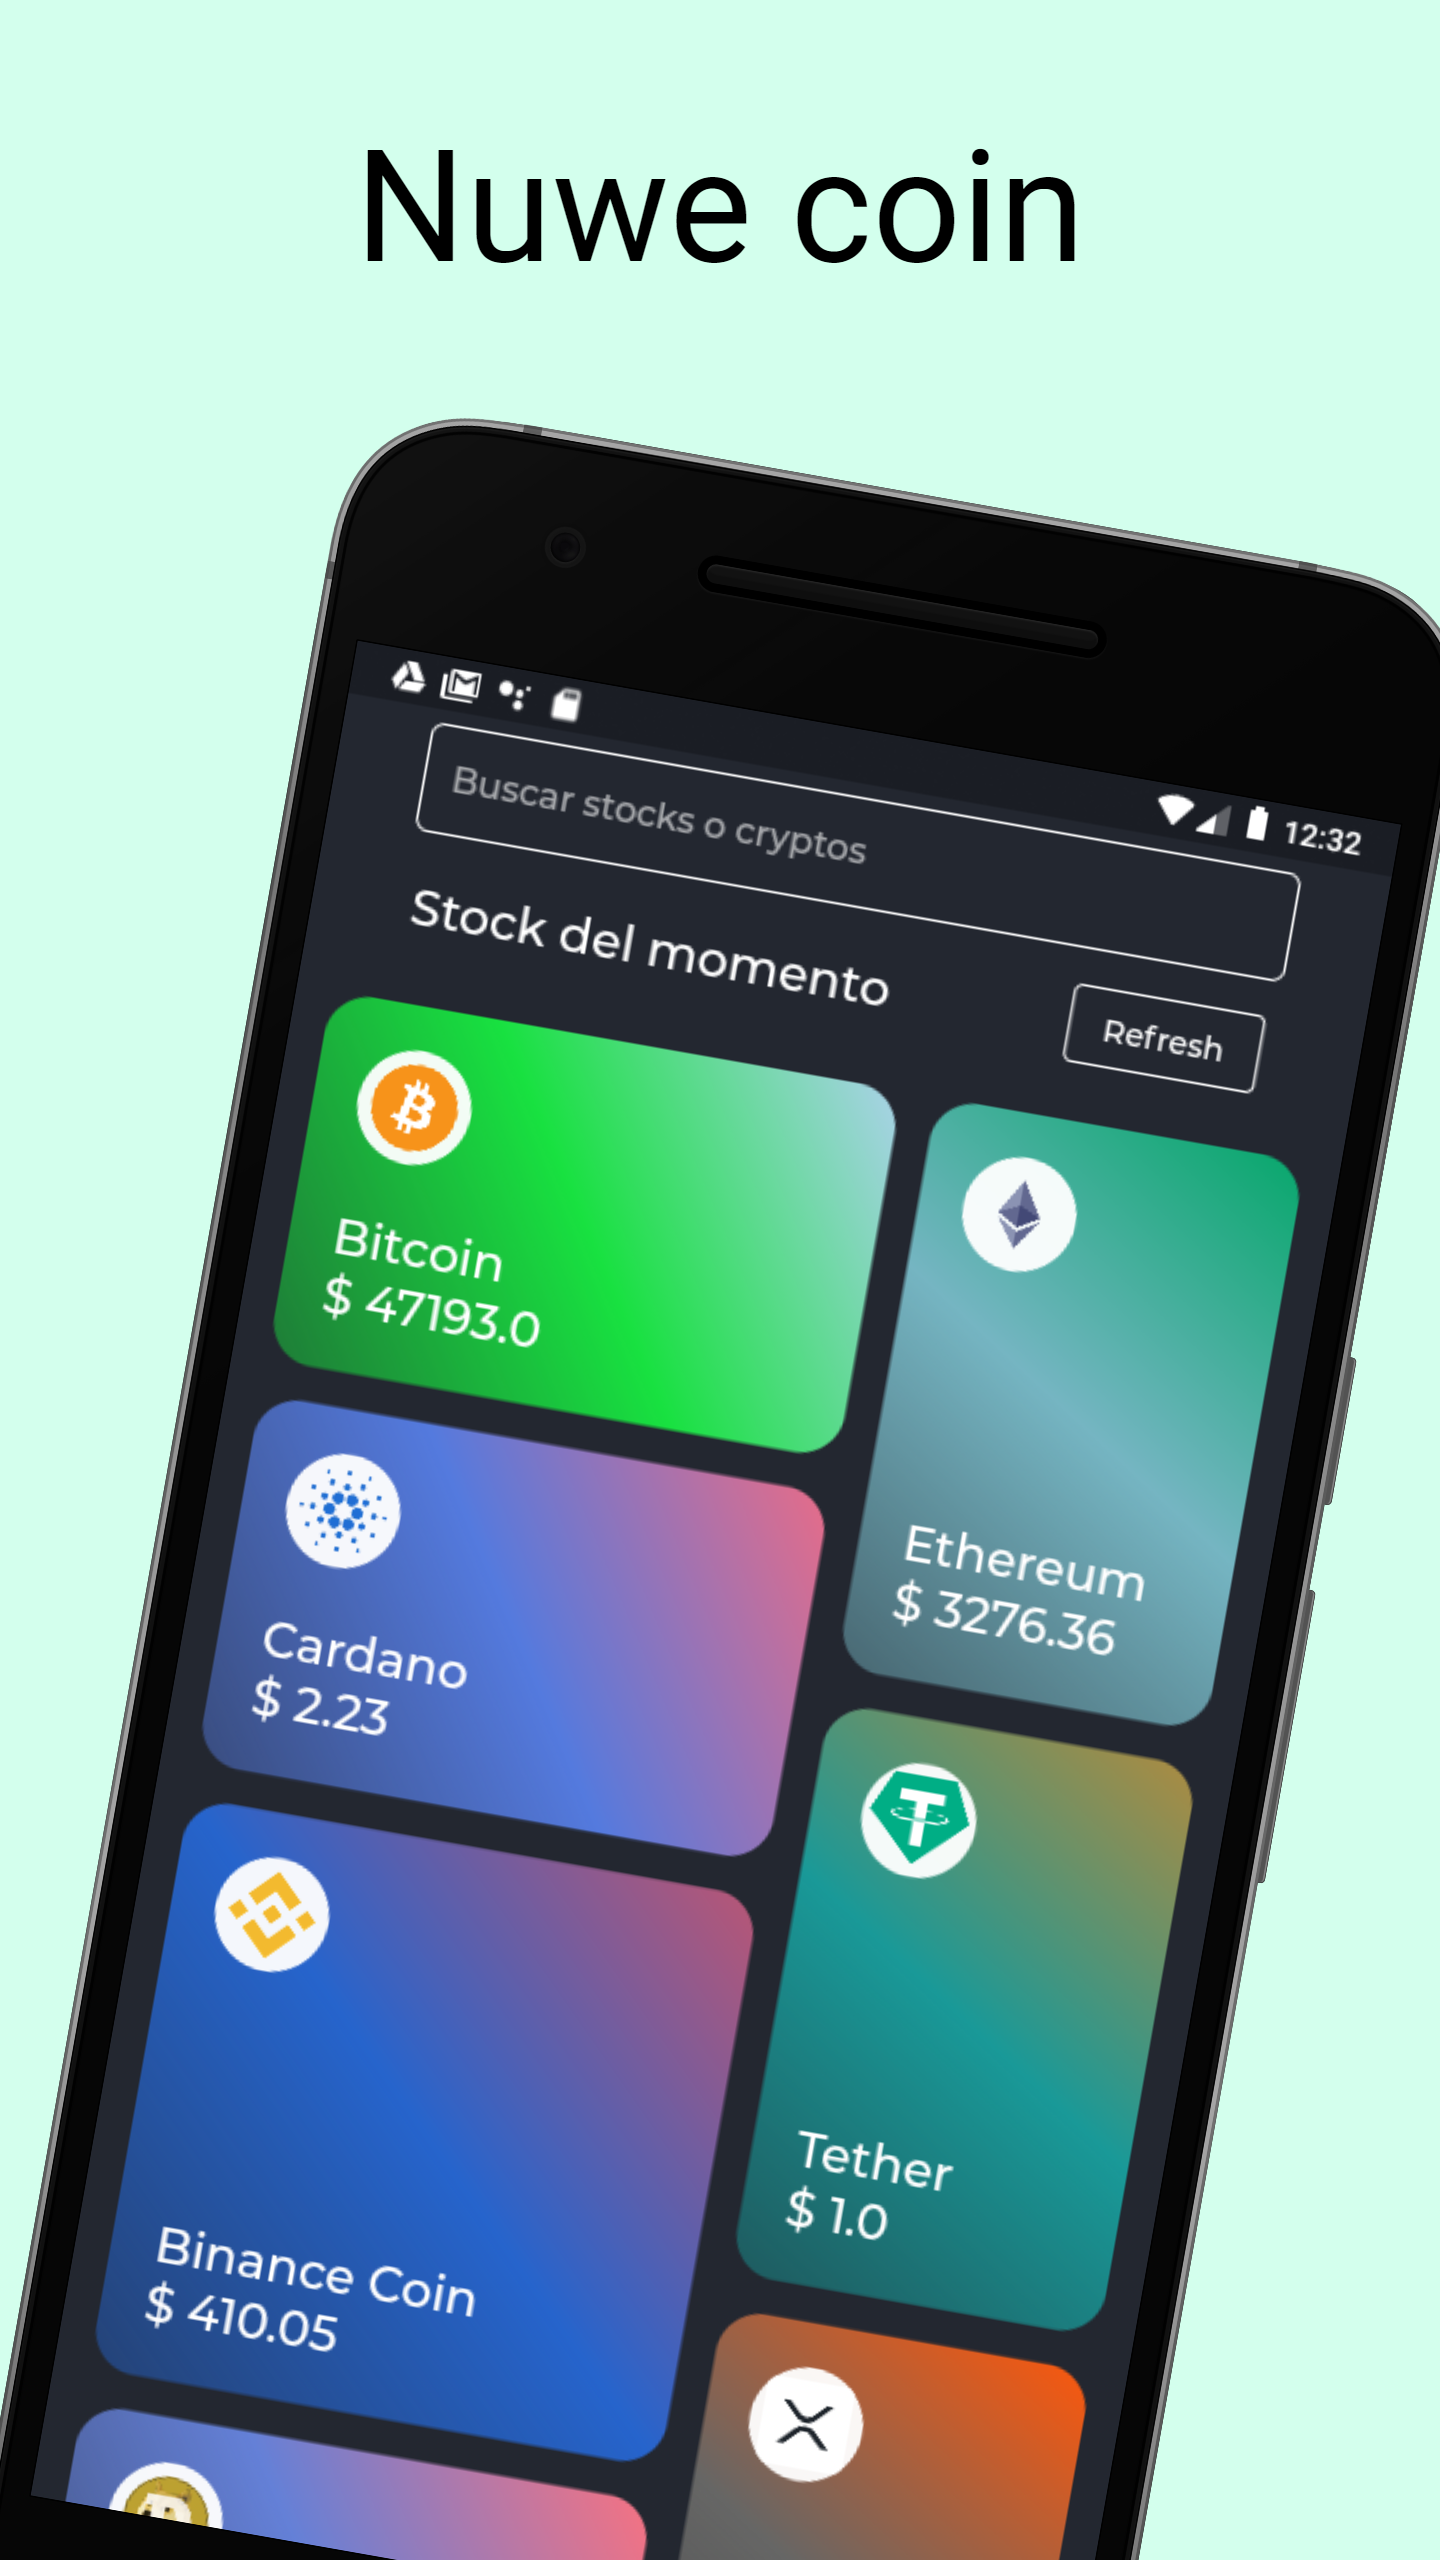 Nuwe coin
12:32
Buscar stocks o cryptos
Stock del momento
Refresh
Bitcoin
$ 47193.0
Ethereum
$ 3276.36
Cardano
$ 2.23
Tether
$ 1.0
Binance Coin
$ 410.05